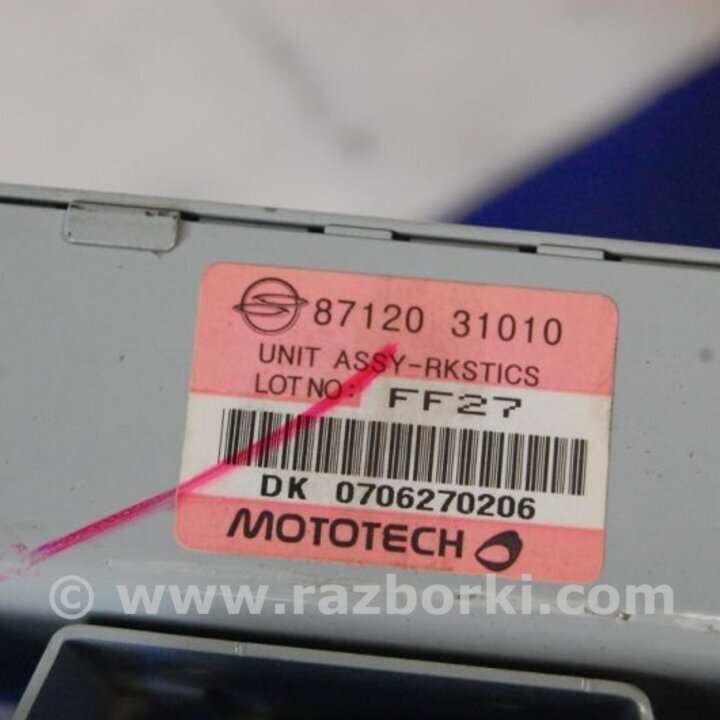 87120 31010
UNIT ASSY-RKSTICS
LOT NO: FF27
DK 0706270206
MOTOTECH
© www.razborki.com